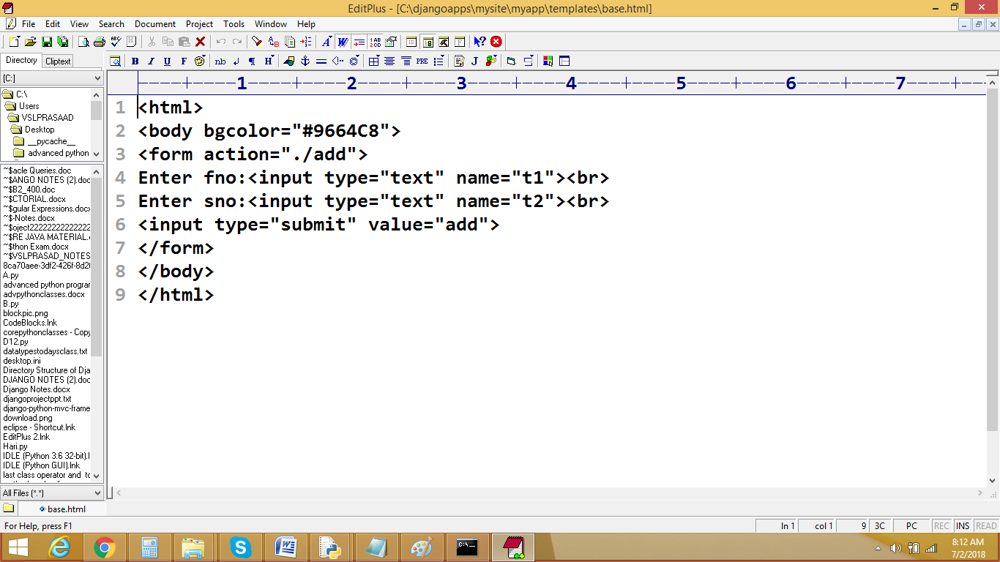 EditPlus - [C:\djangoapps\mysite\myapp\templates\base.html]
File Edit View Search Document Project Tools Window Help
Directory Cliptext
[C:]
C:\
Users
VSLPRASAAD
Desktop
__pycache__
advanced python
~$acle Queries.doc
~$ANGO NOTES (2).doc
~$B2_400.doc
~$CTORIAL.docx
~$gular Expressions.docx
~$-Notes.docx
~$oject22222222222222
~$RE JAVA MATERIAL.
~$thon Exam.docx
~$VSLPRASAD_NOTES
8ca70aee-3df2-426f-8d2
A.py
advanced python program
advpythonclasses.docx
B.py
blockpic.png
CodeBlocks.lnk
corepythonclasses - Copy
D12.py
datatypestodaysclass.txt
desktop.ini
Directory Structure of Dja
DJANGO NOTES (2).doc
Django Notes.docx
djangoprojectppt.txt
django-python-mvc-frame
download.png
eclipse - Shortcut.lnk
EditPlus 2.lnk
Hari.py
IDLE (Python 3.6 32-bit).l
IDLE (Python GUI).lnk
last class operator and to
All Files (*.*)
base.html
B I U F nb H PRE J
1 2 3 4 5 6 7
1 <html>
2 <body bgcolor="#9664C8">
3 <form action="./add">
4 Enter fno:<input type="text" name="t1"><br>
5 Enter sno:<input type="text" name="t2"><br>
6 <input type="submit" value="add">
7 </form>
8 </body>
9 </html>
For Help, press F1 ln 1 col 1 9 3C PC REC INS READ
8:12 AM
7/2/2018